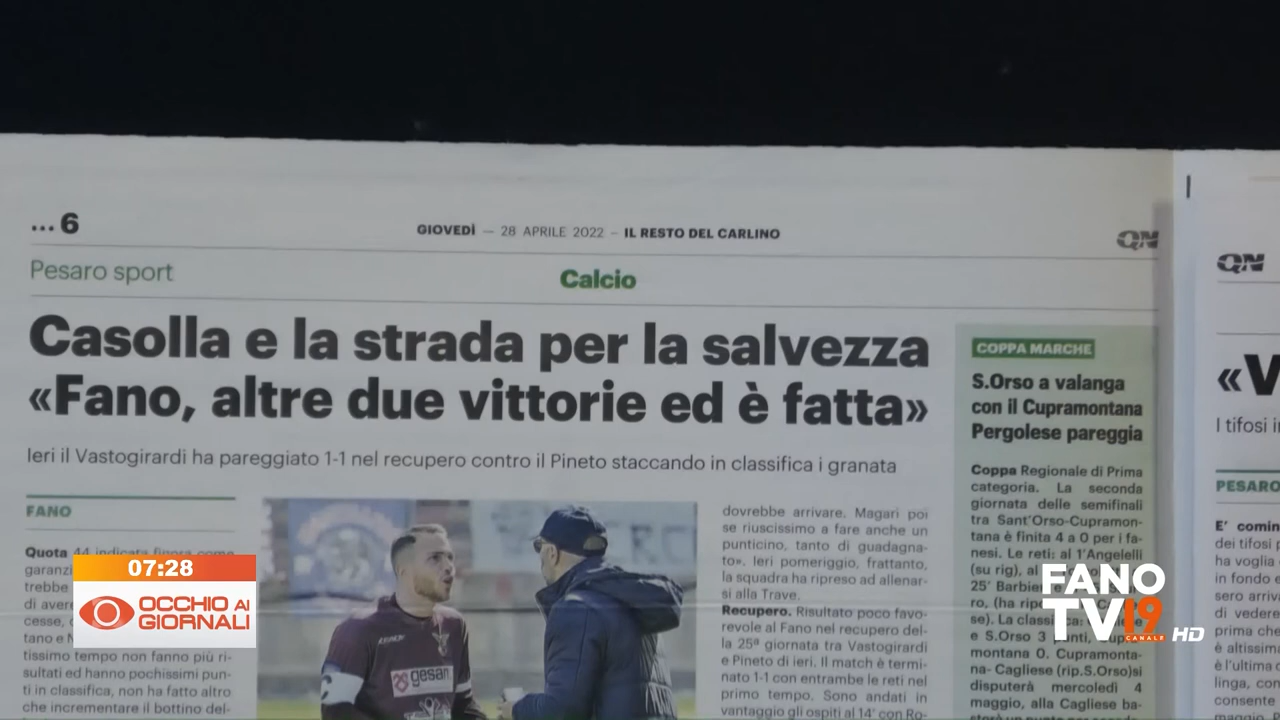 ... 6
GIOVEDÌ — 28 APRILE 2022 – IL RESTO DEL CARLINO
QN
Pesaro sport
Calcio
Casolla e la strada per la salvezza
«Fano, altre due vittorie ed è fatta»
Ieri il Vastogirardi ha pareggiato 1-1 nel recupero contro il Pineto staccando in classifica i granata
FANO
Quota 44 indicata finora come
garanzi
trebbe
di aver
cesse,
tano e N
tissimo tempo non fanno più ri-
sultati ed hanno pochissimi pun-
ti in classifica, non ha fatto altro
che incrementare il bottino del-
gesan
dovrebbe arrivare. Magari poi
se riuscissimo a fare anche un
punticino, tanto di guadagna-
to». Ieri pomeriggio, frattanto,
la squadra ha ripreso ad allenar-
si alla Trave.
Recupero. Risultato poco favo-
revole al Fano nel recupero del-
la 25ª giornata tra Vastogirardi
e Pineto di ieri. Il match è termi-
nato 1-1 con entrambe le reti nel
primo tempo. Sono andati in
vantaggio gli ospiti al 14' con Ro-
COPPA MARCHE
S.Orso a valanga
con il Cupramontana
Pergolese pareggia
Coppa Regionale di Prima
categoria. La seconda
giornata delle semifinali
tra Sant'Orso-Cupramon-
tana è finita 4 a 0 per i fa-
nesi. Le reti: al 1'Angelelli
(su rig), al
25' Barbie
ro, (ha rip
se). La classi
e S.Orso 3
montana 0. Cupramonta-
na- Cagliese (rip.S.Orso)si
disputerà mercoledì 4
maggio, alla Cagliese ba-
QN
«V
I tifosi i
PESARO
E' comin
dei tifosi
ha voglia
in fondo
sero arriv
di vedere
prima che
è altissima
è l'ultima
linga, con
consente
07:28
OCCHIO AI
GIORNALI
FANO
TV19
CANALE
HD